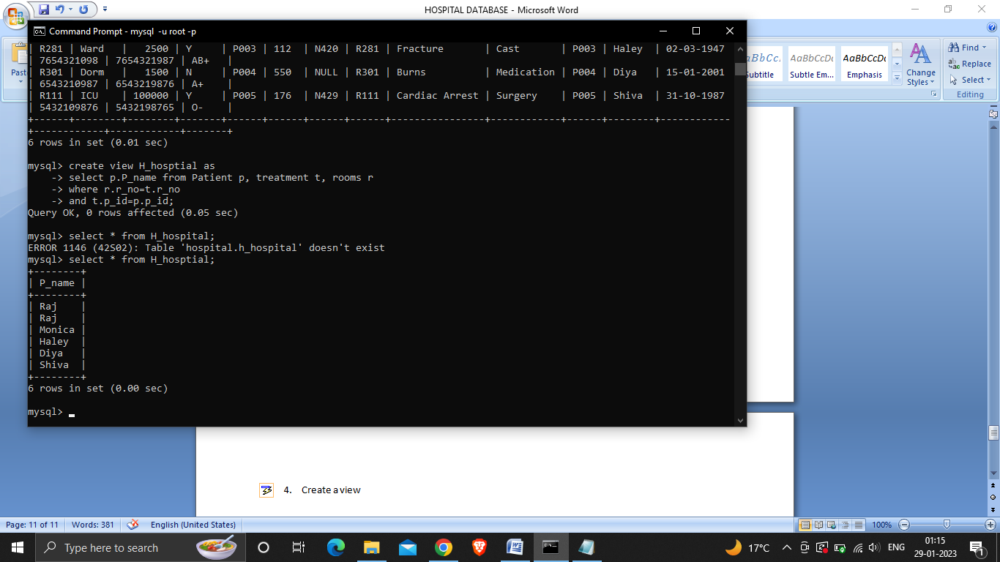 HOSPITAL DATABASE - Microsoft Word
Command Prompt - mysql -u root -p
| R281 | Ward   |   2500 | Y     | P003 | 112  | N420 | R281 | Fracture       | Cast       | P003 | Haley  | 02-03-1947
| 7654321098 | 7654321987 | AB+   |
| R301 | Dorm   |   1500 | N     | P004 | 550  | NULL | R301 | Burns          | Medication | P004 | Diya   | 15-01-2001
| 6543210987 | 6543219876 | A+    |
| R111 | ICU    | 100000 | Y     | P005 | 176  | N429 | R111 | Cardiac Arrest | Surgery    | P005 | Shiva  | 31-10-1987
| 5432109876 | 5432198765 | O-    |
+------+--------+--------+-------+------+------+------+------+----------------+------------+------+--------+------------
+------------+------------+-------+
6 rows in set (0.01 sec)
mysql> create view H_hosptial as
    -> select p.P_name from Patient p, treatment t, rooms r
    -> where r.r_no=t.r_no
    -> and t.p_id=p.p_id;
Query OK, 0 rows affected (0.05 sec)
mysql> select * from H_hospital;
ERROR 1146 (42S02): Table 'hospital.h_hospital' doesn't exist
mysql> select * from H_hosptial;
+--------+
| P_name |
+--------+
| Raj    |
| Raj    |
| Monica |
| Haley  |
| Diya   |
| Shiva  |
+--------+
6 rows in set (0.00 sec)
mysql>
Past
aBbCc. AaBbCcDc AaBbCcDc
ubtitle Subtle Em... Emphasis
Change
Styles
Find
Replace
Select
Editing
4. Create a view
Page: 11 of 11 Words: 381 English (United States) 100%
Type here to search
17°C ENG
01:15
29-01-2023
1